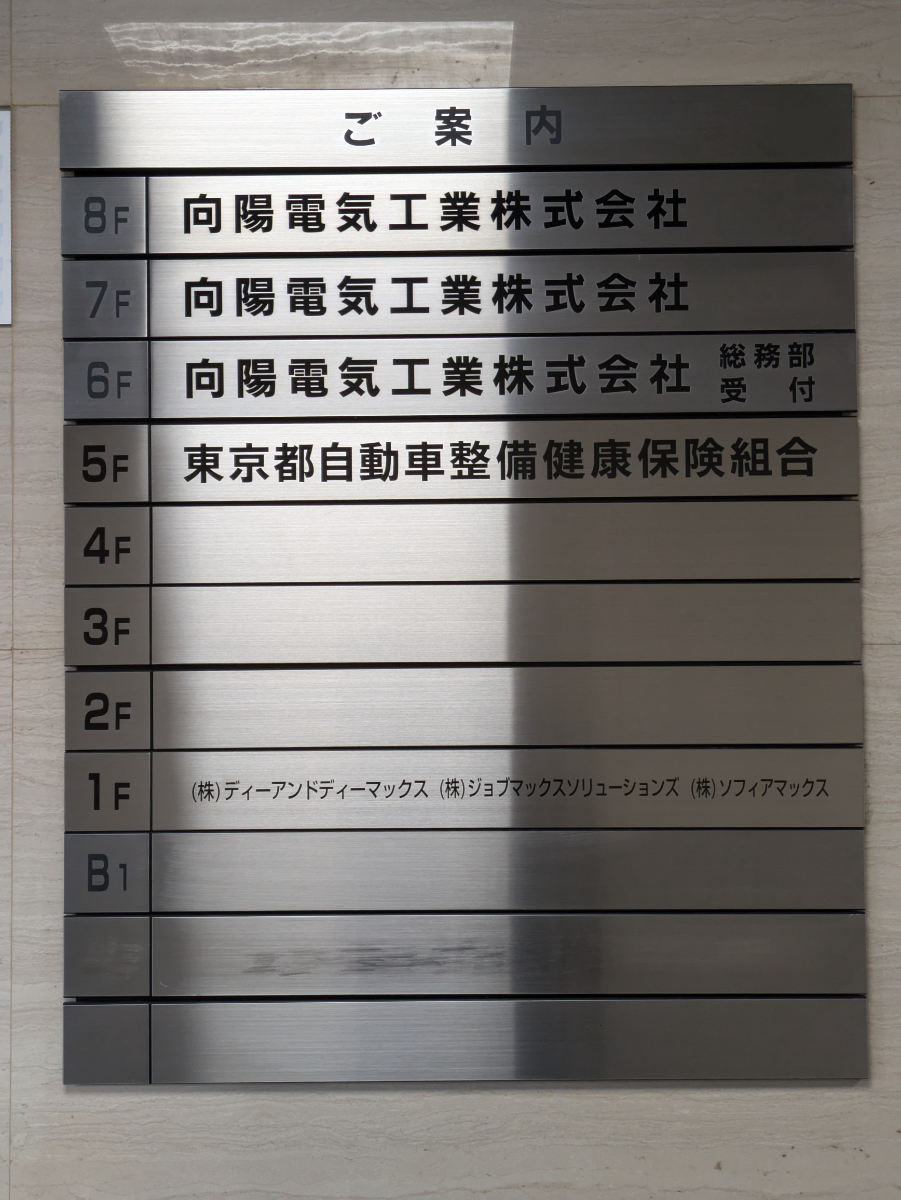 ご案内
8F 向陽電気工業株式会社
7F 向陽電気工業株式会社
6F 向陽電気工業株式会社 総務部
受付
5F 東京都自動車整備健康保険組合
4F
3F
2F
1F (株)ディーアンドディーマックス (株)ジョブマックスソリューションズ (株)ソフィアマックス
B1